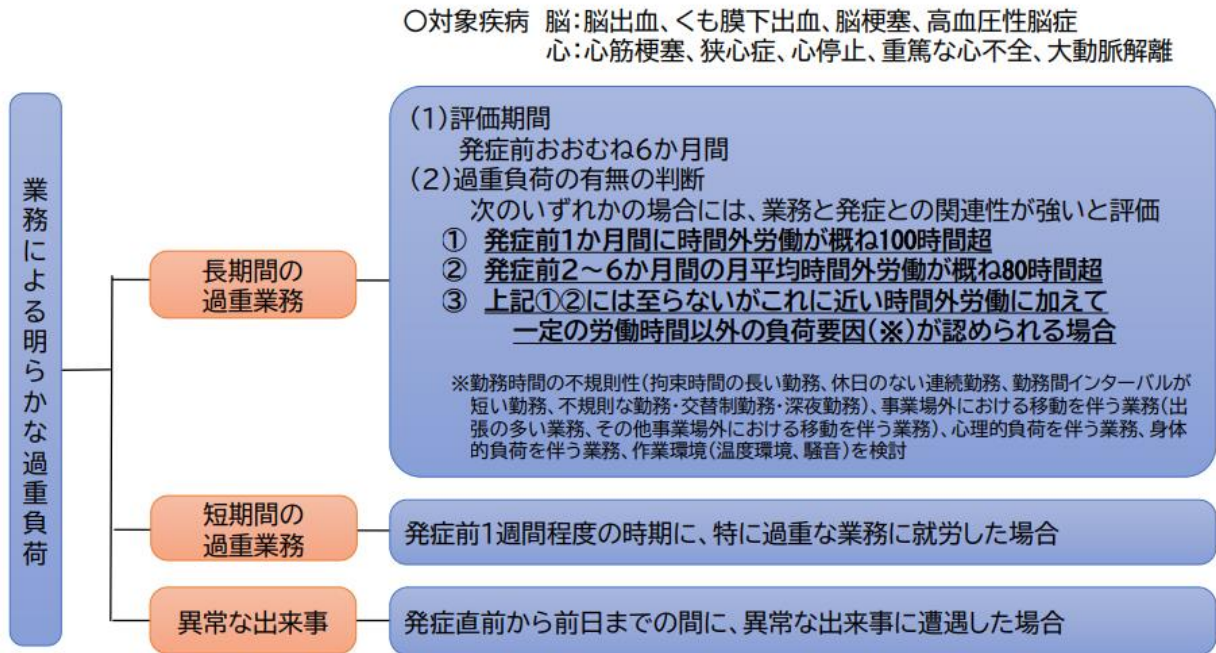 ○対象疾病 脳：脳出血、くも膜下出血、脳梗塞、高血圧性脳症
心：心筋梗塞、狭心症、心停止、重篤な心不全、大動脈解離
業務による明らかな過重負荷
長期間の
過重業務
（1）評価期間
発症前おおむね6か月間
（2）過重負荷の有無の判断
次のいずれかの場合には、業務と発症との関連性が強いと評価
① 発症前1か月間に時間外労働が概ね100時間超
② 発症前2～6か月間の月平均時間外労働が概ね80時間超
③ 上記①②には至らないがこれに近い時間外労働に加えて
一定の労働時間以外の負荷要因（※）が認められる場合
※勤務時間の不規則性（拘束時間の長い勤務、休日のない連続勤務、勤務間インターバルが
短い勤務、不規則な勤務・交替制勤務・深夜勤務）、事業場外における移動を伴う業務（出
張の多い業務、その他事業場外における移動を伴う業務）、心理的負荷を伴う業務、身体
的負荷を伴う業務、作業環境（温度環境、騒音）を検討
短期間の
過重業務
発症前1週間程度の時期に、特に過重な業務に就労した場合
異常な出来事
発症直前から前日までの間に、異常な出来事に遭遇した場合